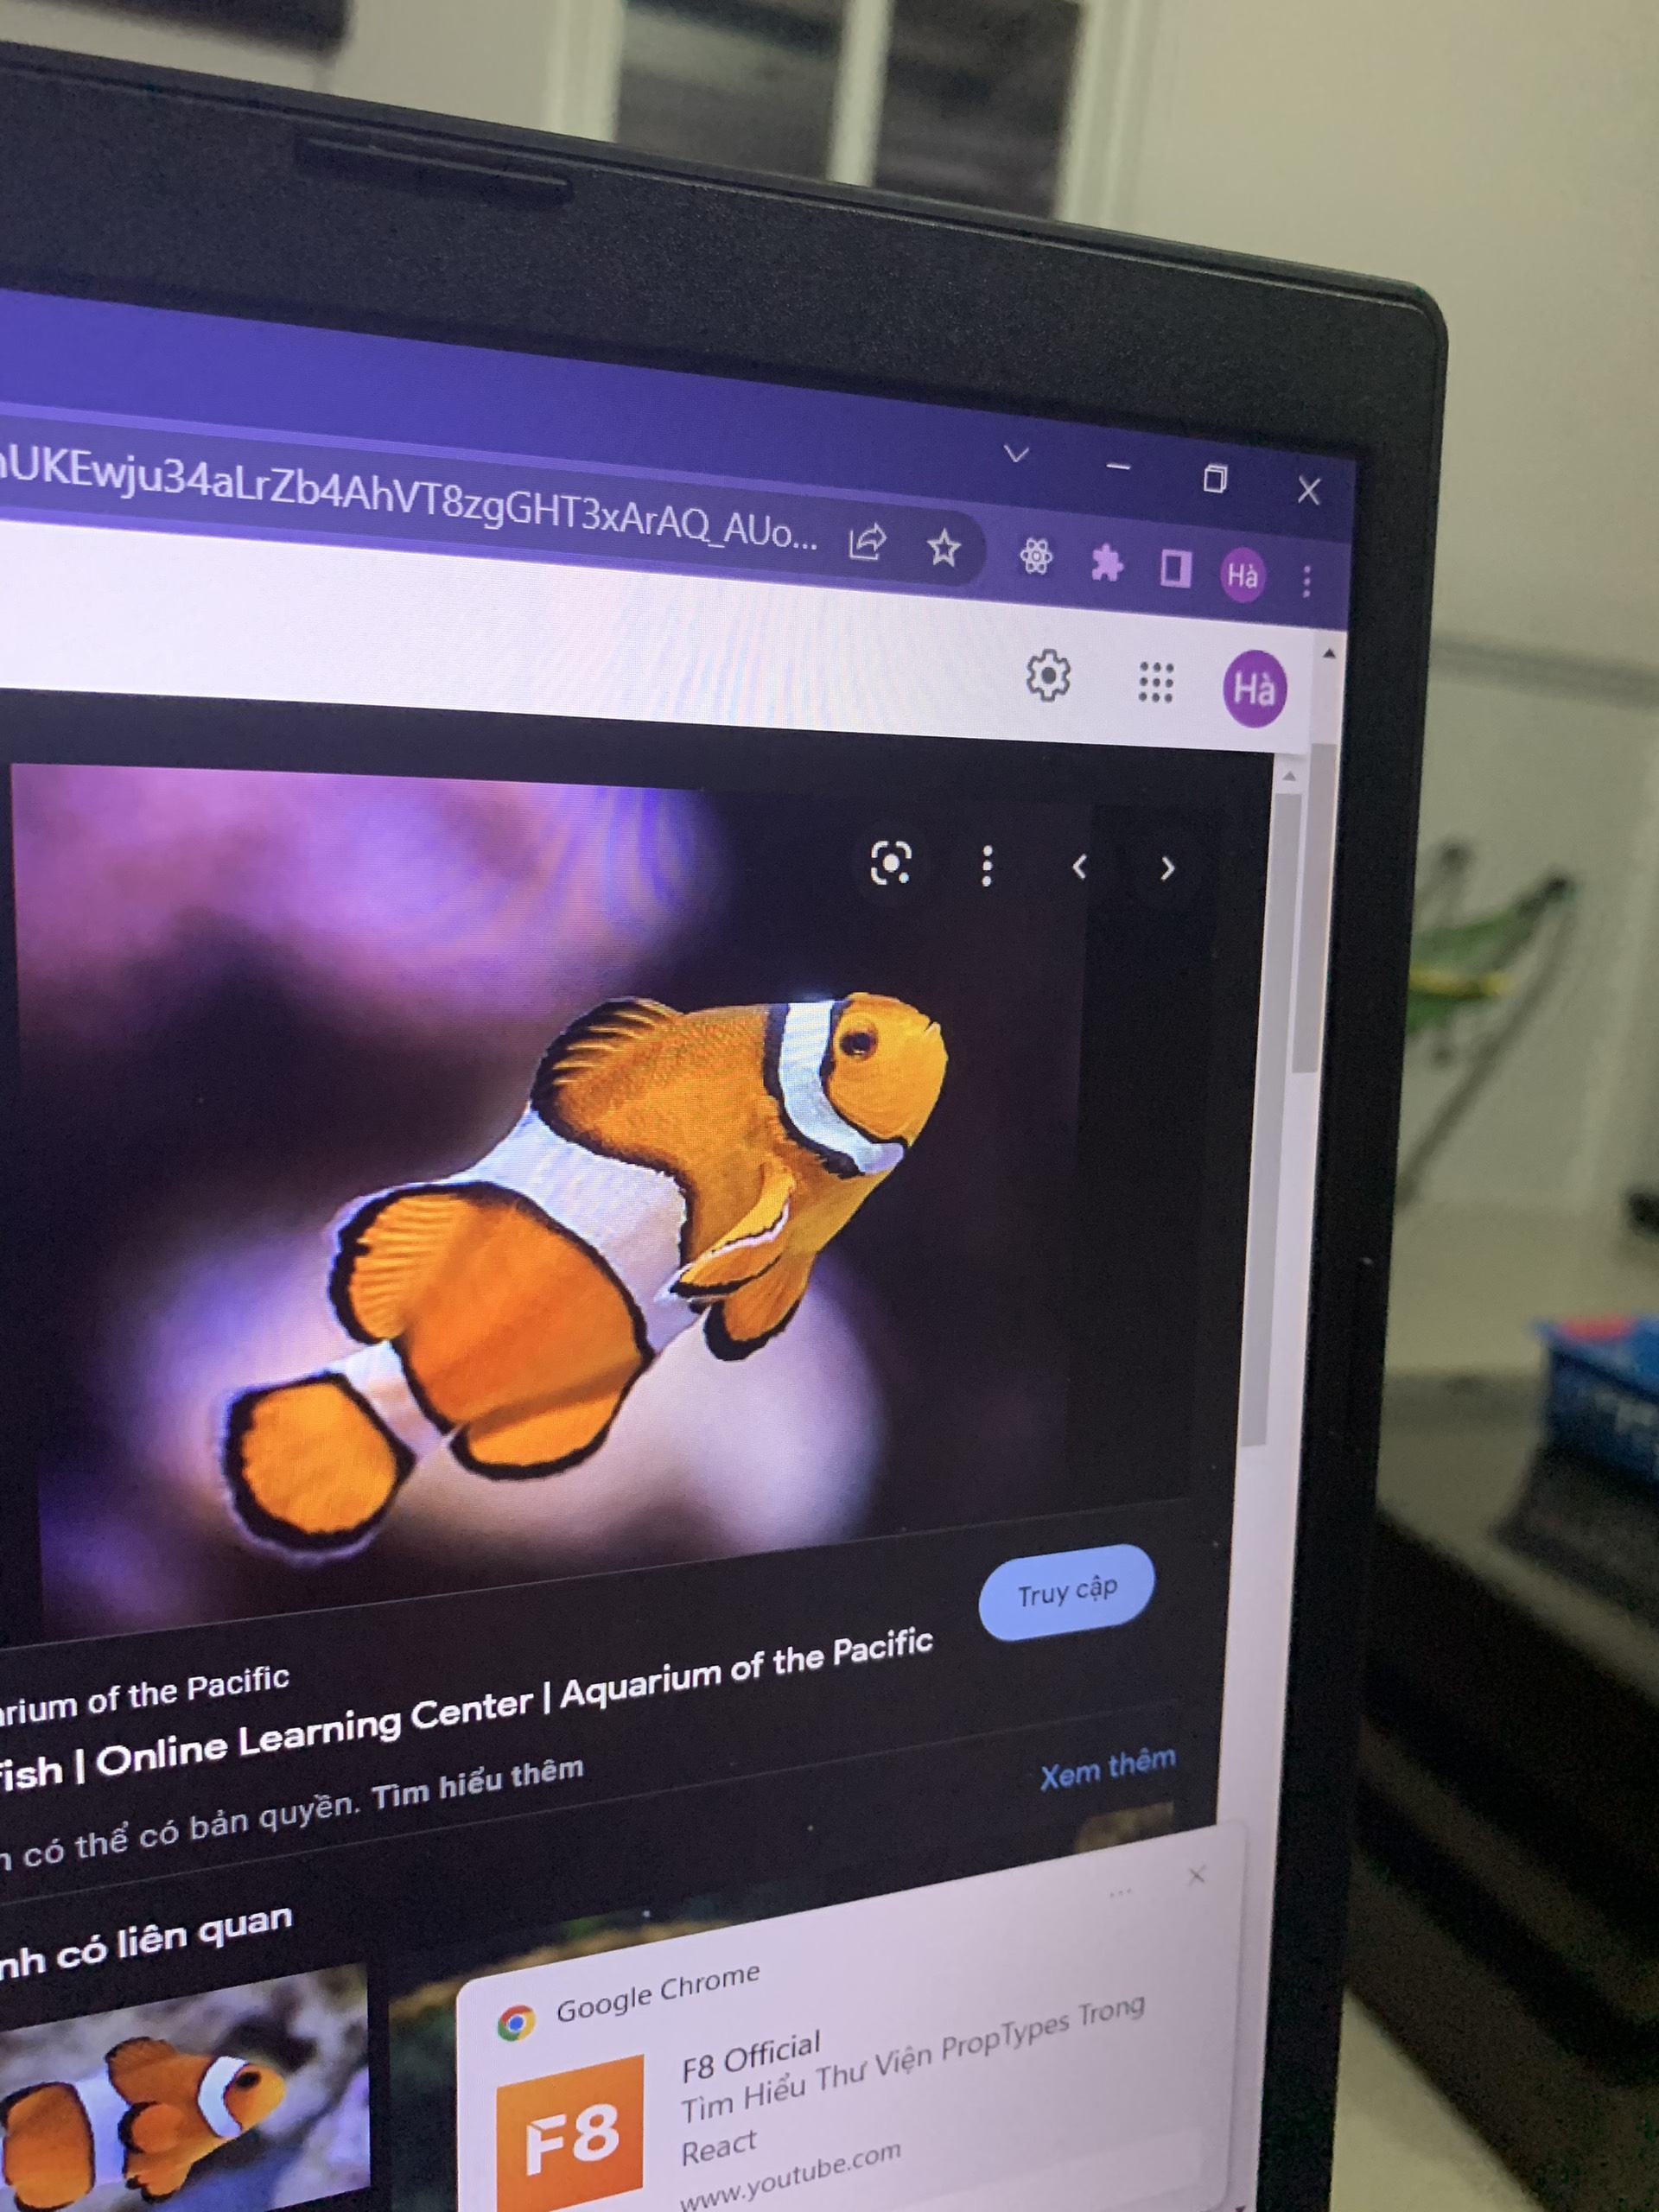 UKEwju34aLrZb4AhVT8zgGHT3xArAQ_AUo...
Hà
Hà
Truy cập
arium of the Pacific
fish | Online Learning Center | Aquarium of the Pacific
có thể có bản quyền. Tìm hiểu thêm
Xem thêm
nh có liên quan
Google Chrome
F8
F8 Official
Tìm Hiểu Thư Viện PropTypes Trong
React
www.youtube.com